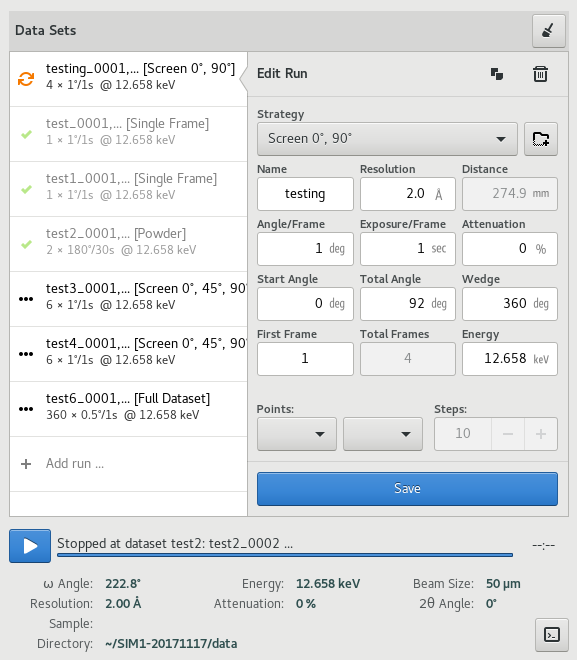 Data Sets
testing_0001,... [Screen 0°, 90°]
4 × 1°/1s @ 12.658 keV
test_0001,... [Single Frame]
1 × 1°/1s @ 12.658 keV
test1_0001,... [Single Frame]
1 × 1°/1s @ 12.658 keV
test2_0001,... [Powder]
2 × 180°/30s @ 12.658 keV
test3_0001,... [Screen 0°, 45°, 90°
6 × 1°/1s @ 12.658 keV
test4_0001,... [Screen 0°, 45°, 90°
6 × 1°/1s @ 12.658 keV
test6_0001,... [Full Dataset]
360 × 0.5°/1s @ 12.658 keV
Add run ...
Edit Run
Strategy
Screen 0°, 90°
Name Resolution Distance
testing 2.0 Å 274.9 mm
Angle/Frame Exposure/Frame Attenuation
1 deg 1 sec 0 %
Start Angle Total Angle Wedge
0 deg 92 deg 360 deg
First Frame Total Frames Energy
1 4 12.658 keV
Points: Steps:
10 − +
Save
Stopped at dataset test2: test2_0002 ... --:--
ω Angle: 222.8° Energy: 12.658 keV Beam Size: 50 µm
Resolution: 2.00 Å Attenuation: 0 % 2θ Angle: 0°
Sample:
Directory: ~/SIM1-20171117/data